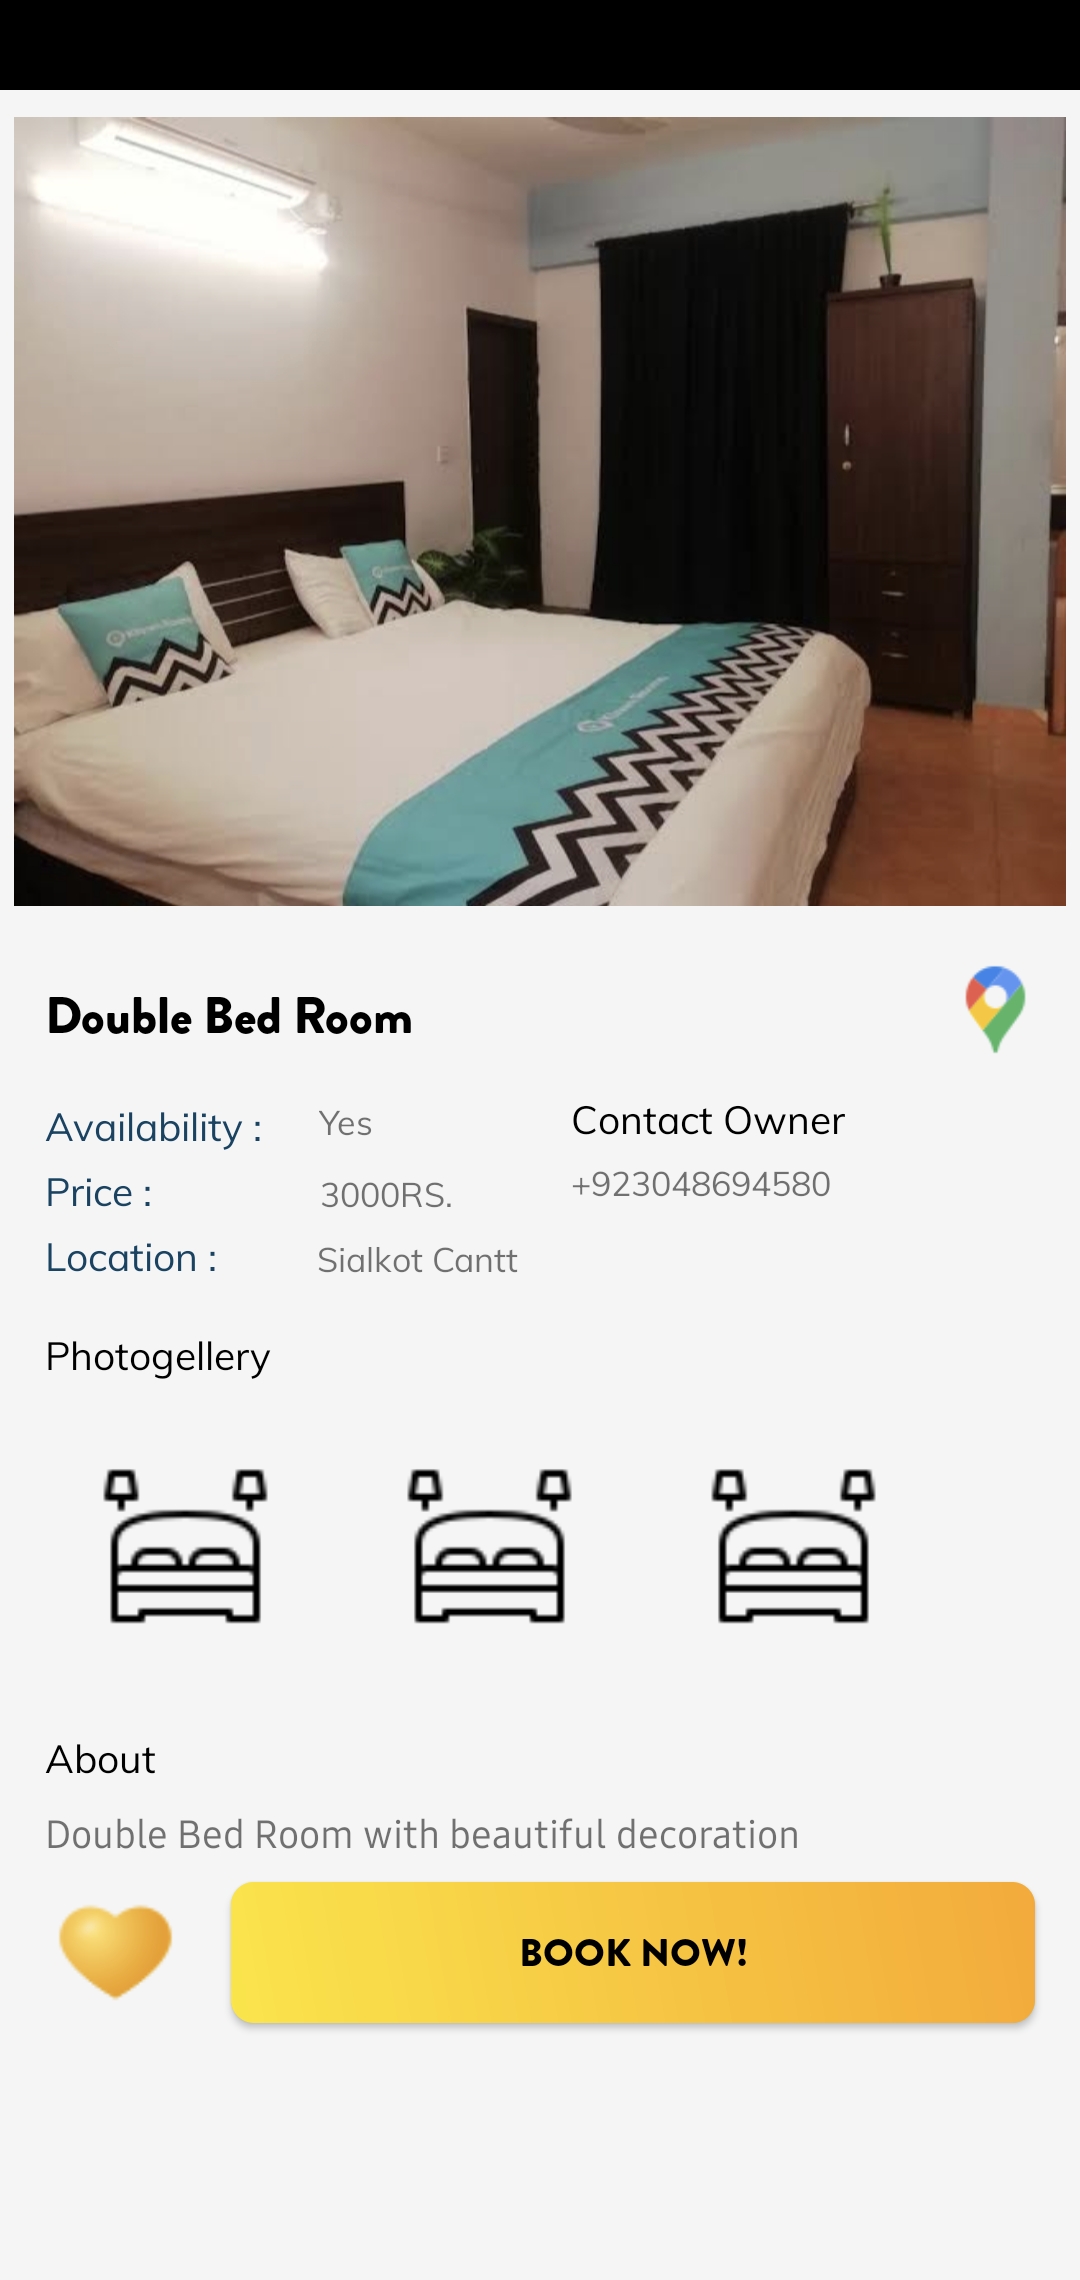 Double Bed Room
Availability : Yes
Price : 3000RS.
Location : Sialkot Cantt
Contact Owner
+923048694580
Photogellery
About
Double Bed Room with beautiful decoration
BOOK NOW!